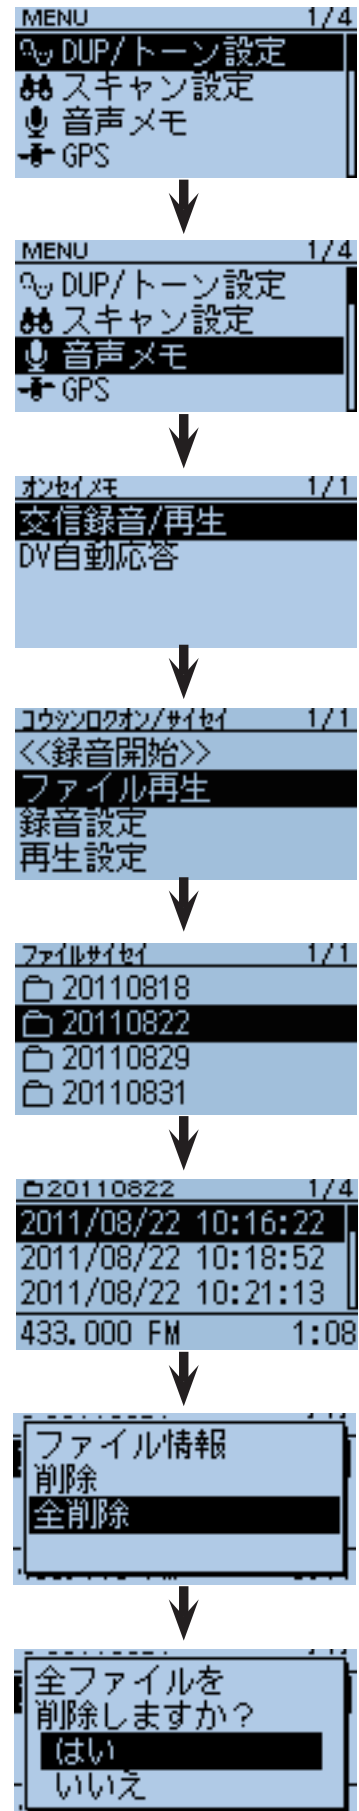 MENU 1/4
DUP/トーン設定
スキャン設定
音声メモ
GPS
MENU 1/4
DUP/トーン設定
スキャン設定
音声メモ
GPS
オンセイメモ 1/1
交信録音/再生
DV自動応答
コウシンロクオン/サイセイ 1/1
<<録音開始>>
ファイル再生
録音設定
再生設定
ファイルサイセイ 1/1
20110818
20110822
20110829
20110831
20110822 1/4
2011/08/22 10:16:22
2011/08/22 10:18:52
2011/08/22 10:21:13
433.000 FM 1:08
ファイル情報
削除
全削除
全ファイルを
削除しますか?
はい
いいえ